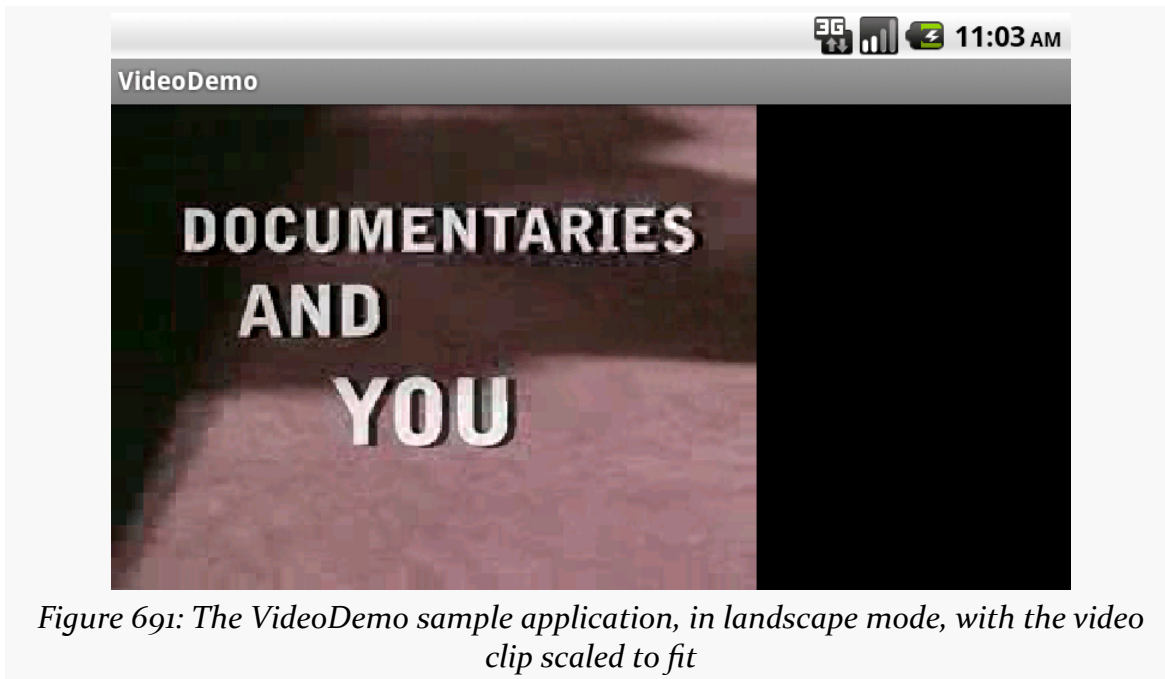 3G 11:03 AM
VideoDemo
DOCUMENTARIES
AND
YOU
Figure 691: The VideoDemo sample application, in landscape mode, with the video
clip scaled to fit